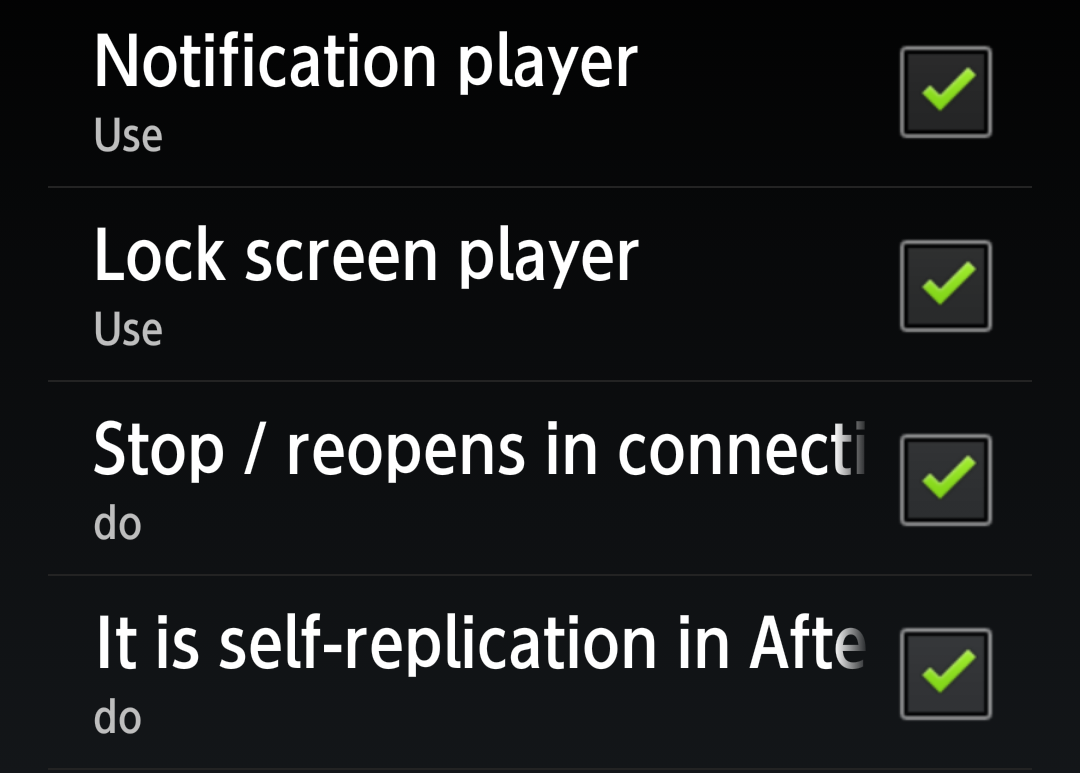 Notification player
Use
Lock screen player
Use
Stop / reopens in connecti
do
It is self-replication in Afte
do